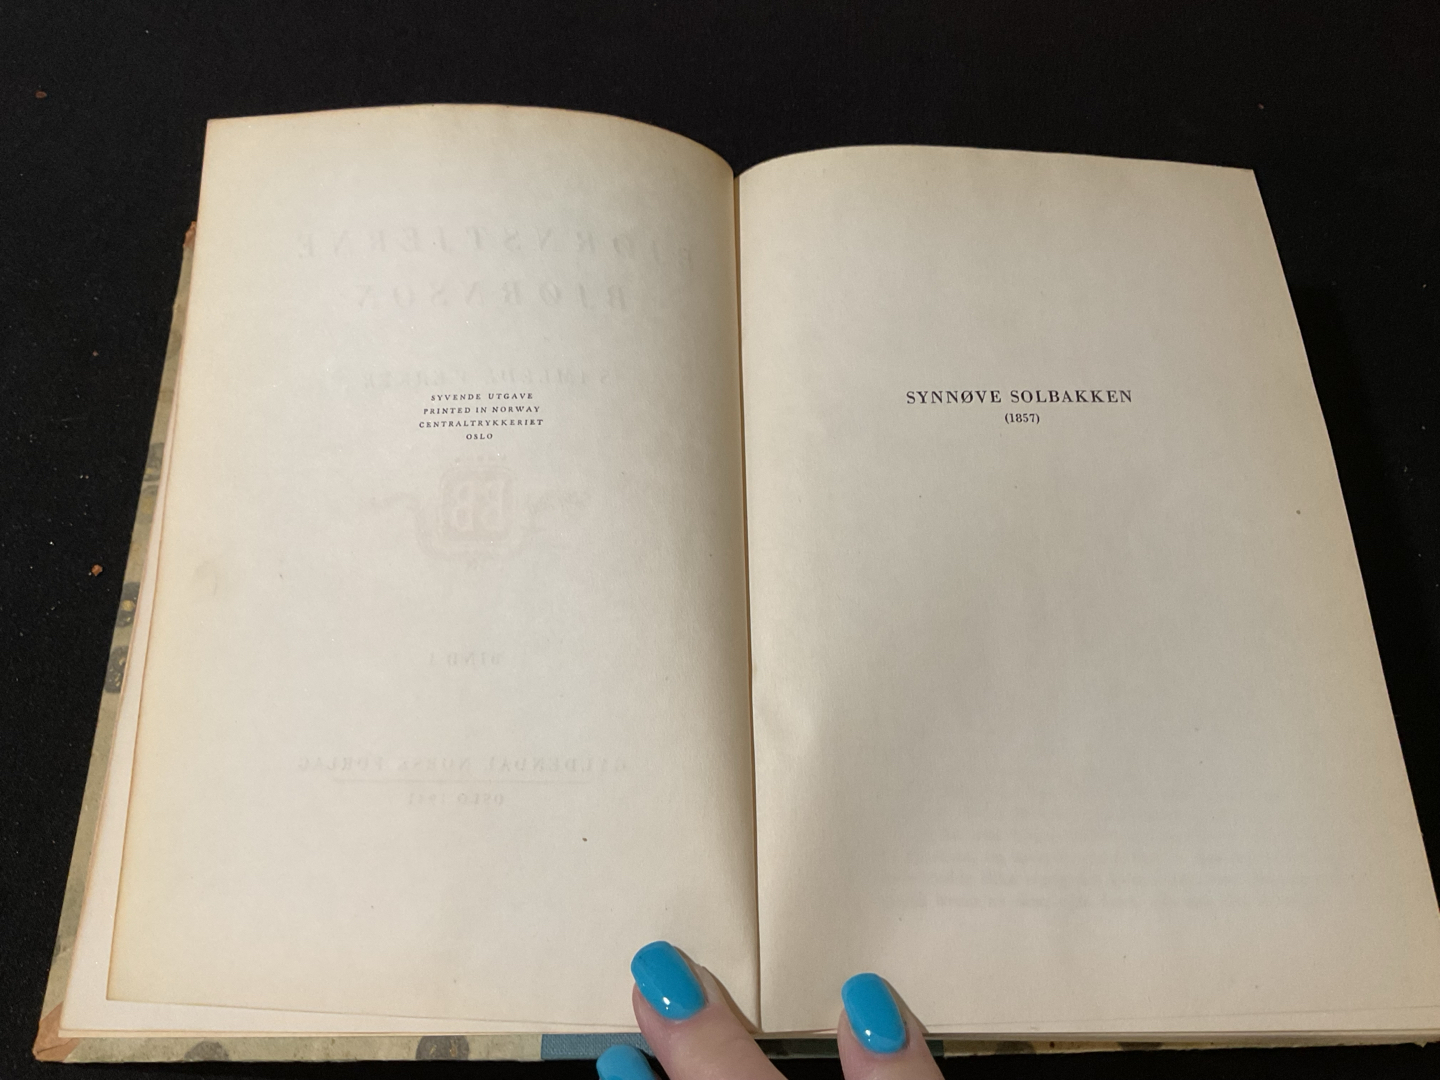 SYVENDE UTGAVE
PRINTED IN NORWAY
CENTRALTRYKKERIET
OSLO
SYNNØVE SOLBAKKEN
(1857)